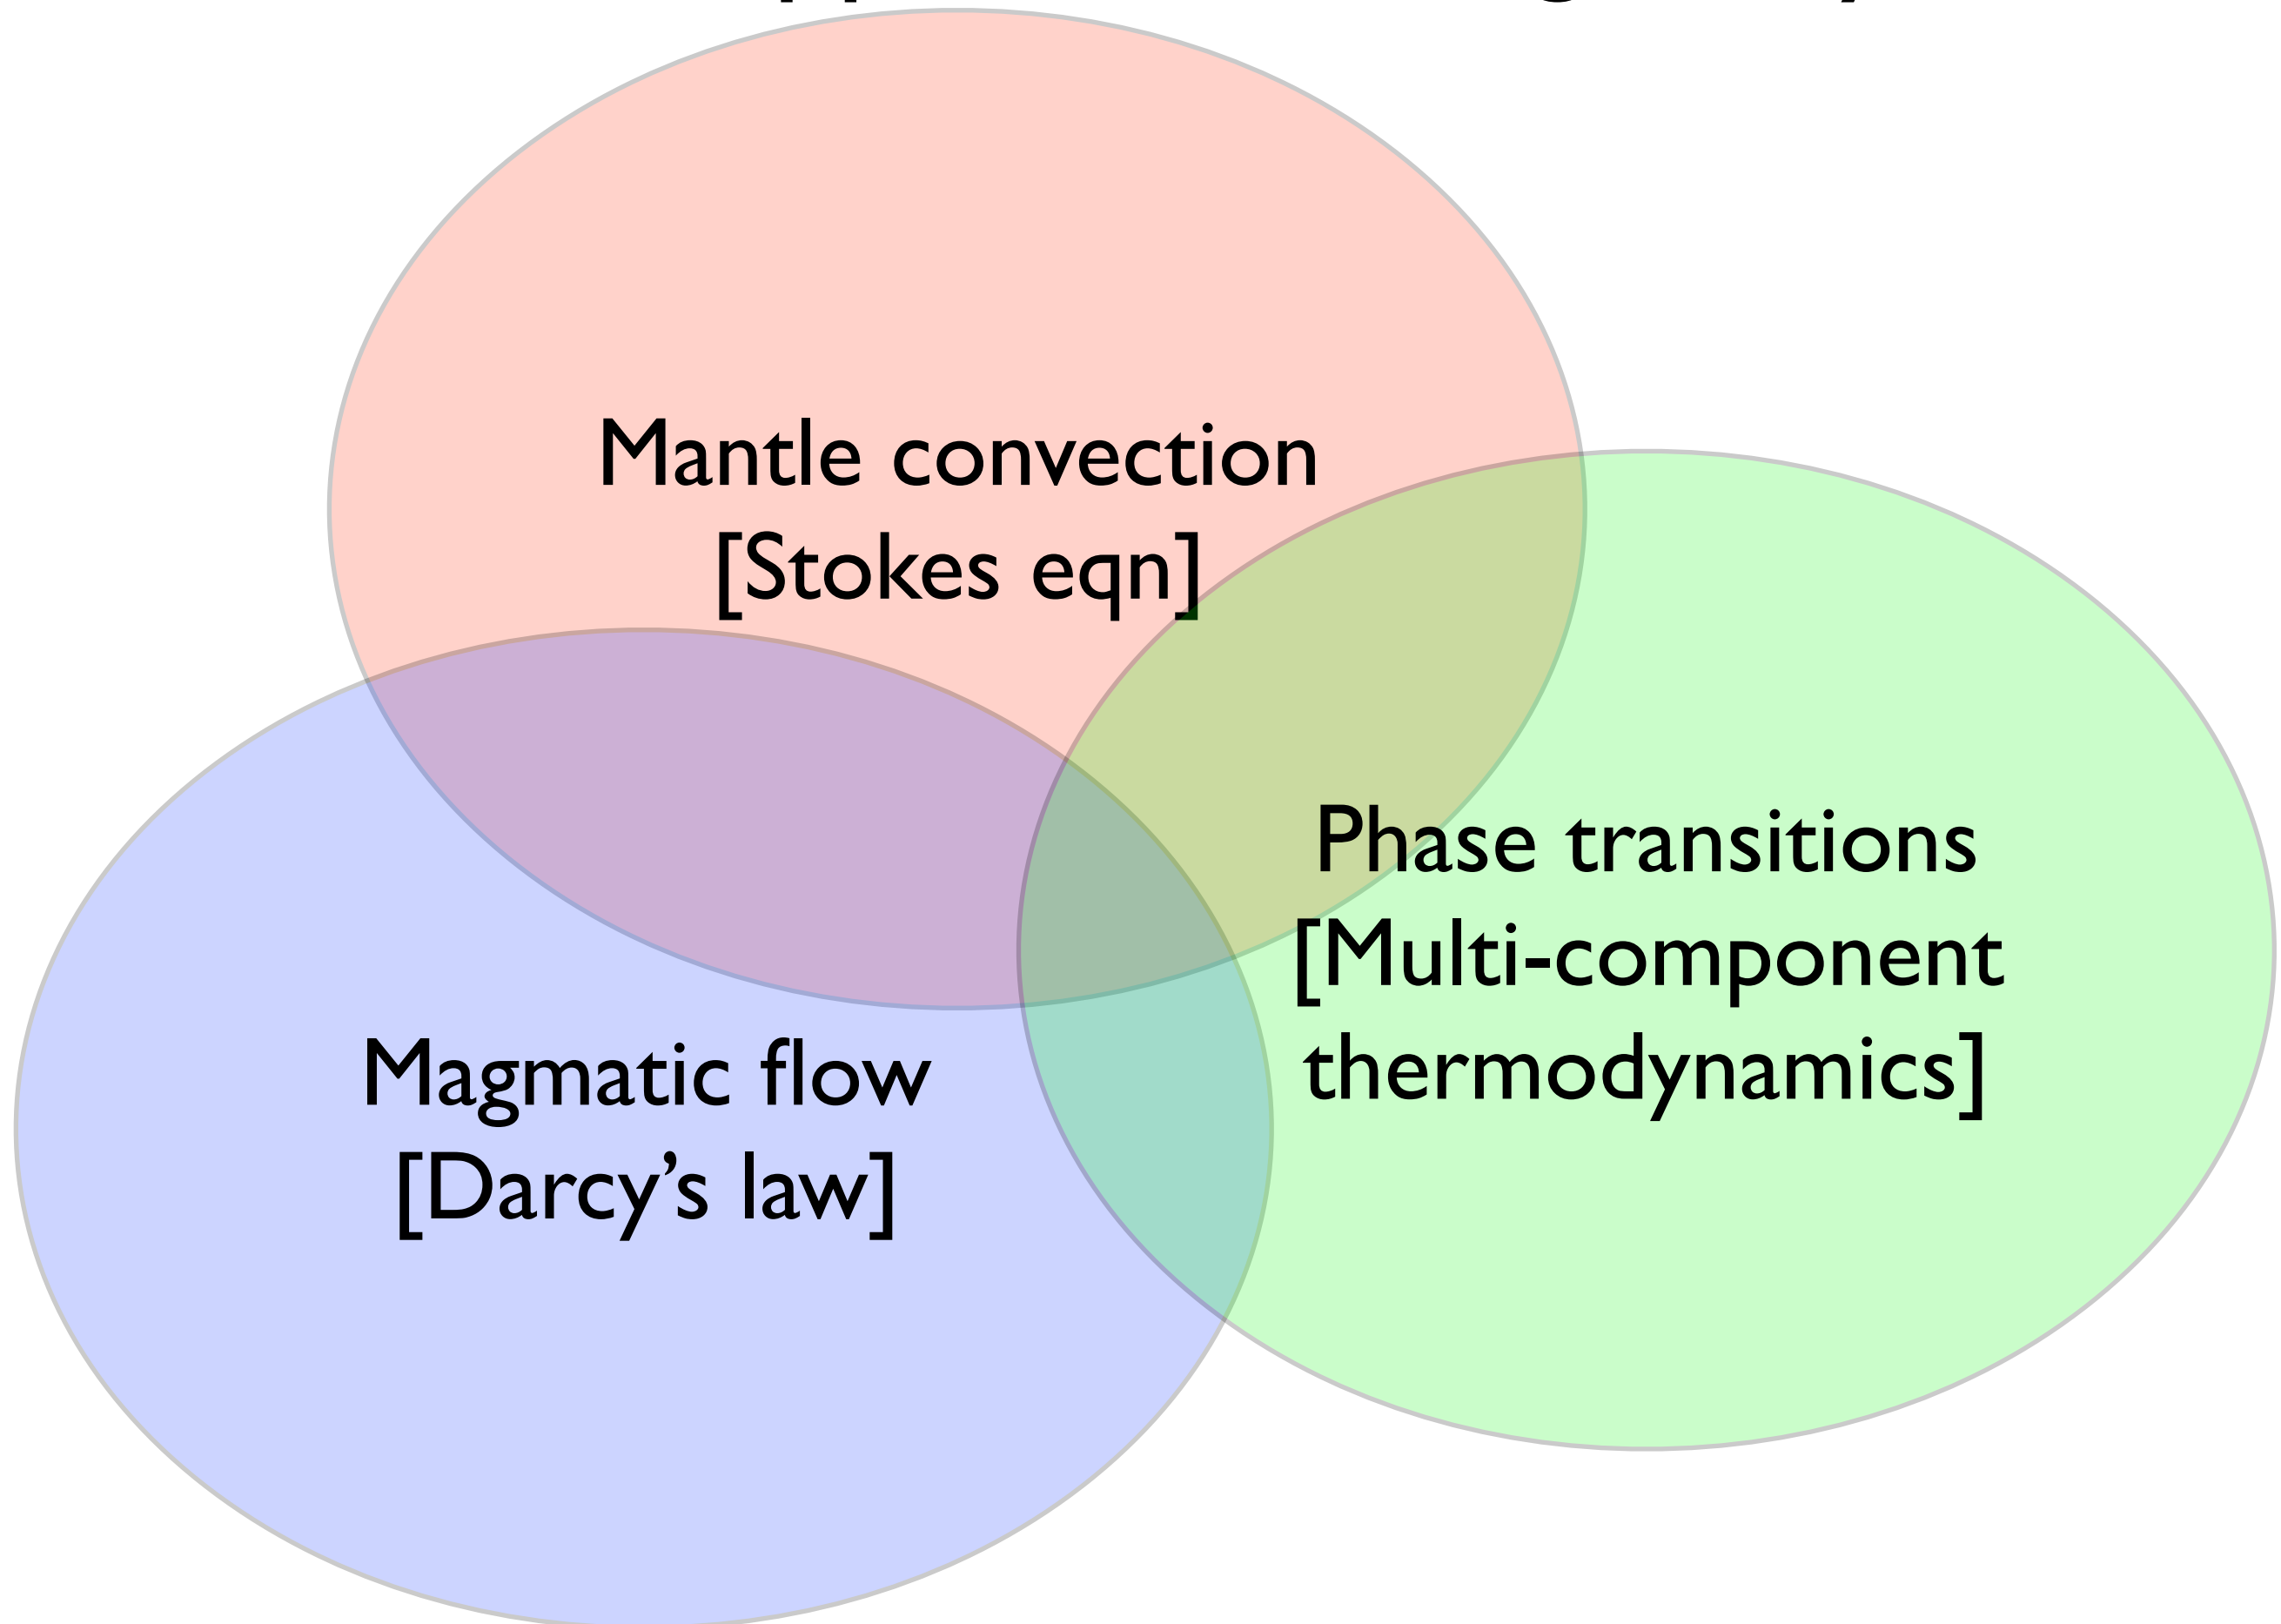 Mantle convection
[Stokes eqn]
Phase transitions
[Multi-component
thermodynamics]
Magmatic flow
[Darcy’s law]